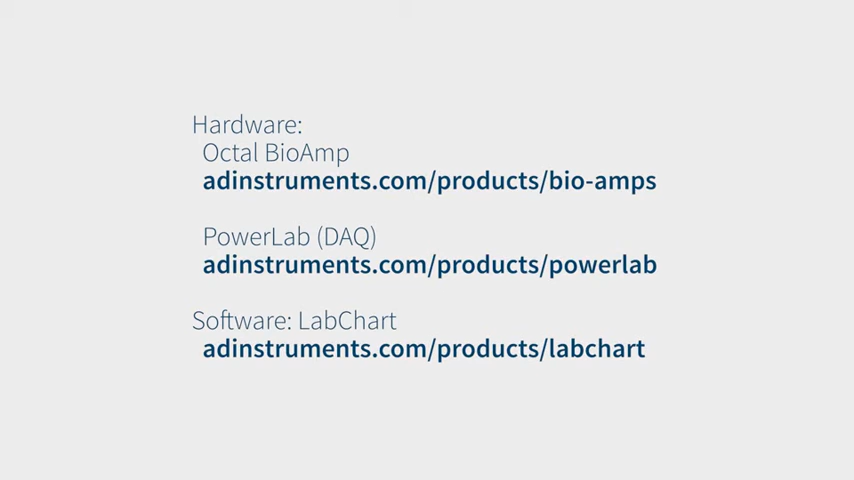 Hardware:
Octal BioAmp
adinstruments.com/products/bio-amps
PowerLab (DAQ)
adinstruments.com/products/powerlab
Software: LabChart
adinstruments.com/products/labchart